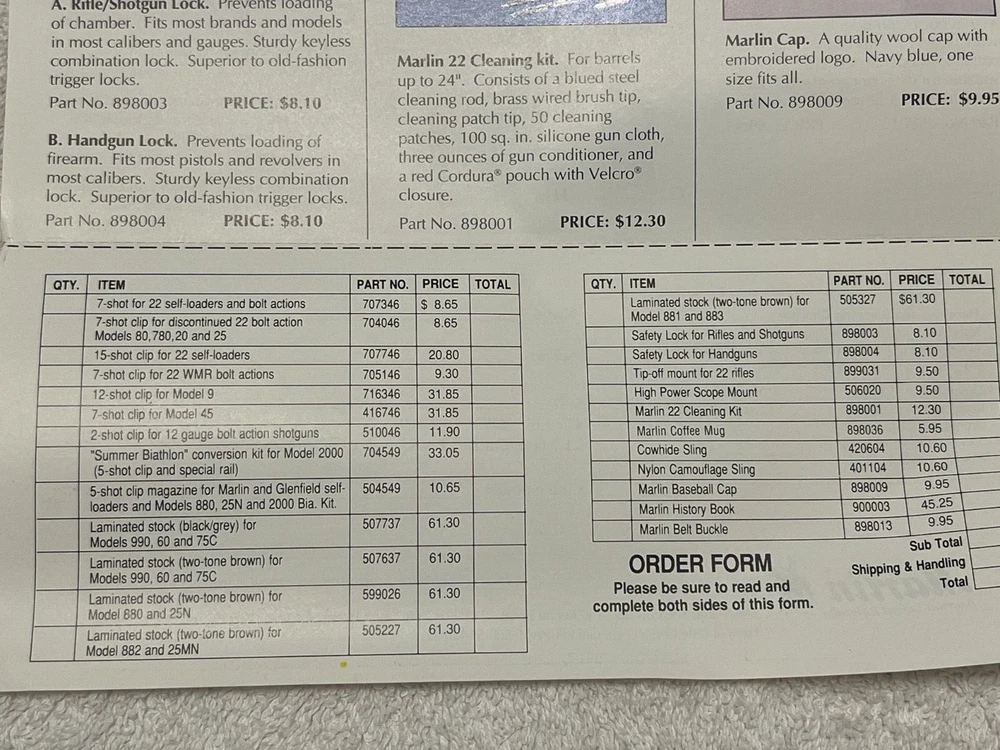 A. Rifle/Shotgun Lock. Prevents loading
of chamber. Fits most brands and models
in most calibers and gauges. Sturdy keyless
combination lock. Superior to old-fashion
trigger locks.
Part No. 898003 PRICE: $8.10
B. Handgun Lock. Prevents loading of
firearm. Fits most pistols and revolvers in
most calibers. Sturdy keyless combination
lock. Superior to old-fashion trigger locks.
Part No. 898004 PRICE: $8.10
Marlin 22 Cleaning kit. For barrels
up to 24". Consists of a blued steel
cleaning rod, brass wired brush tip,
cleaning patch tip, 50 cleaning
patches, 100 sq. in. silicone gun cloth,
three ounces of gun conditioner, and
a red Cordura® pouch with Velcro®
closure.
Part No. 898001 PRICE: $12.30
Marlin Cap. A quality wool cap with
embroidered logo. Navy blue, one
size fits all.
Part No. 898009 PRICE: $9.95
QTY. ITEM PART NO. PRICE TOTAL
7-shot for 22 self-loaders and bolt actions 707346 $ 8.65
7-shot clip for discontinued 22 bolt action 704046 8.65
Models 80,780,20 and 25
15-shot clip for 22 self-loaders 707746 20.80
7-shot clip for 22 WMR bolt actions 705146 9.30
12-shot clip for Model 9 716346 31.85
7-shot clip for Model 45 416746 31.85
2-shot clip for 12 gauge bolt action shotguns 510046 11.90
"Summer Biathlon" conversion kit for Model 2000 704549 33.05
(5-shot clip and special rail)
5-shot clip magazine for Marlin and Glenfield self- 504549 10.65
loaders and Models 880, 25N and 2000 Bia. Kit.
Laminated stock (black/grey) for 507737 61.30
Models 990, 60 and 75C
Laminated stock (two-tone brown) for 507637 61.30
Models 990, 60 and 75C
Laminated stock (two-tone brown) for 599026 61.30
Model 880 and 25N
Laminated stock (two-tone brown) for 505227 61.30
Model 882 and 25MN
QTY. ITEM PART NO. PRICE TOTAL
Laminated stock (two-tone brown) for 505327 $61.30
Model 881 and 883
Safety Lock for Rifles and Shotguns 898003 8.10
Safety Lock for Handguns 898004 8.10
Tip-off mount for 22 rifles 899031 9.50
High Power Scope Mount 506020 9.50
Marlin 22 Cleaning Kit 898001 12.30
Marlin Coffee Mug 898036 5.95
Cowhide Sling 420604 10.60
Nylon Camouflage Sling 401104 10.60
Marlin Baseball Cap 898009 9.95
Marlin History Book 900003 45.25
Marlin Belt Buckle 898013 9.95
Sub Total
Shipping & Handling
Total
ORDER FORM
Please be sure to read and
complete both sides of this form.